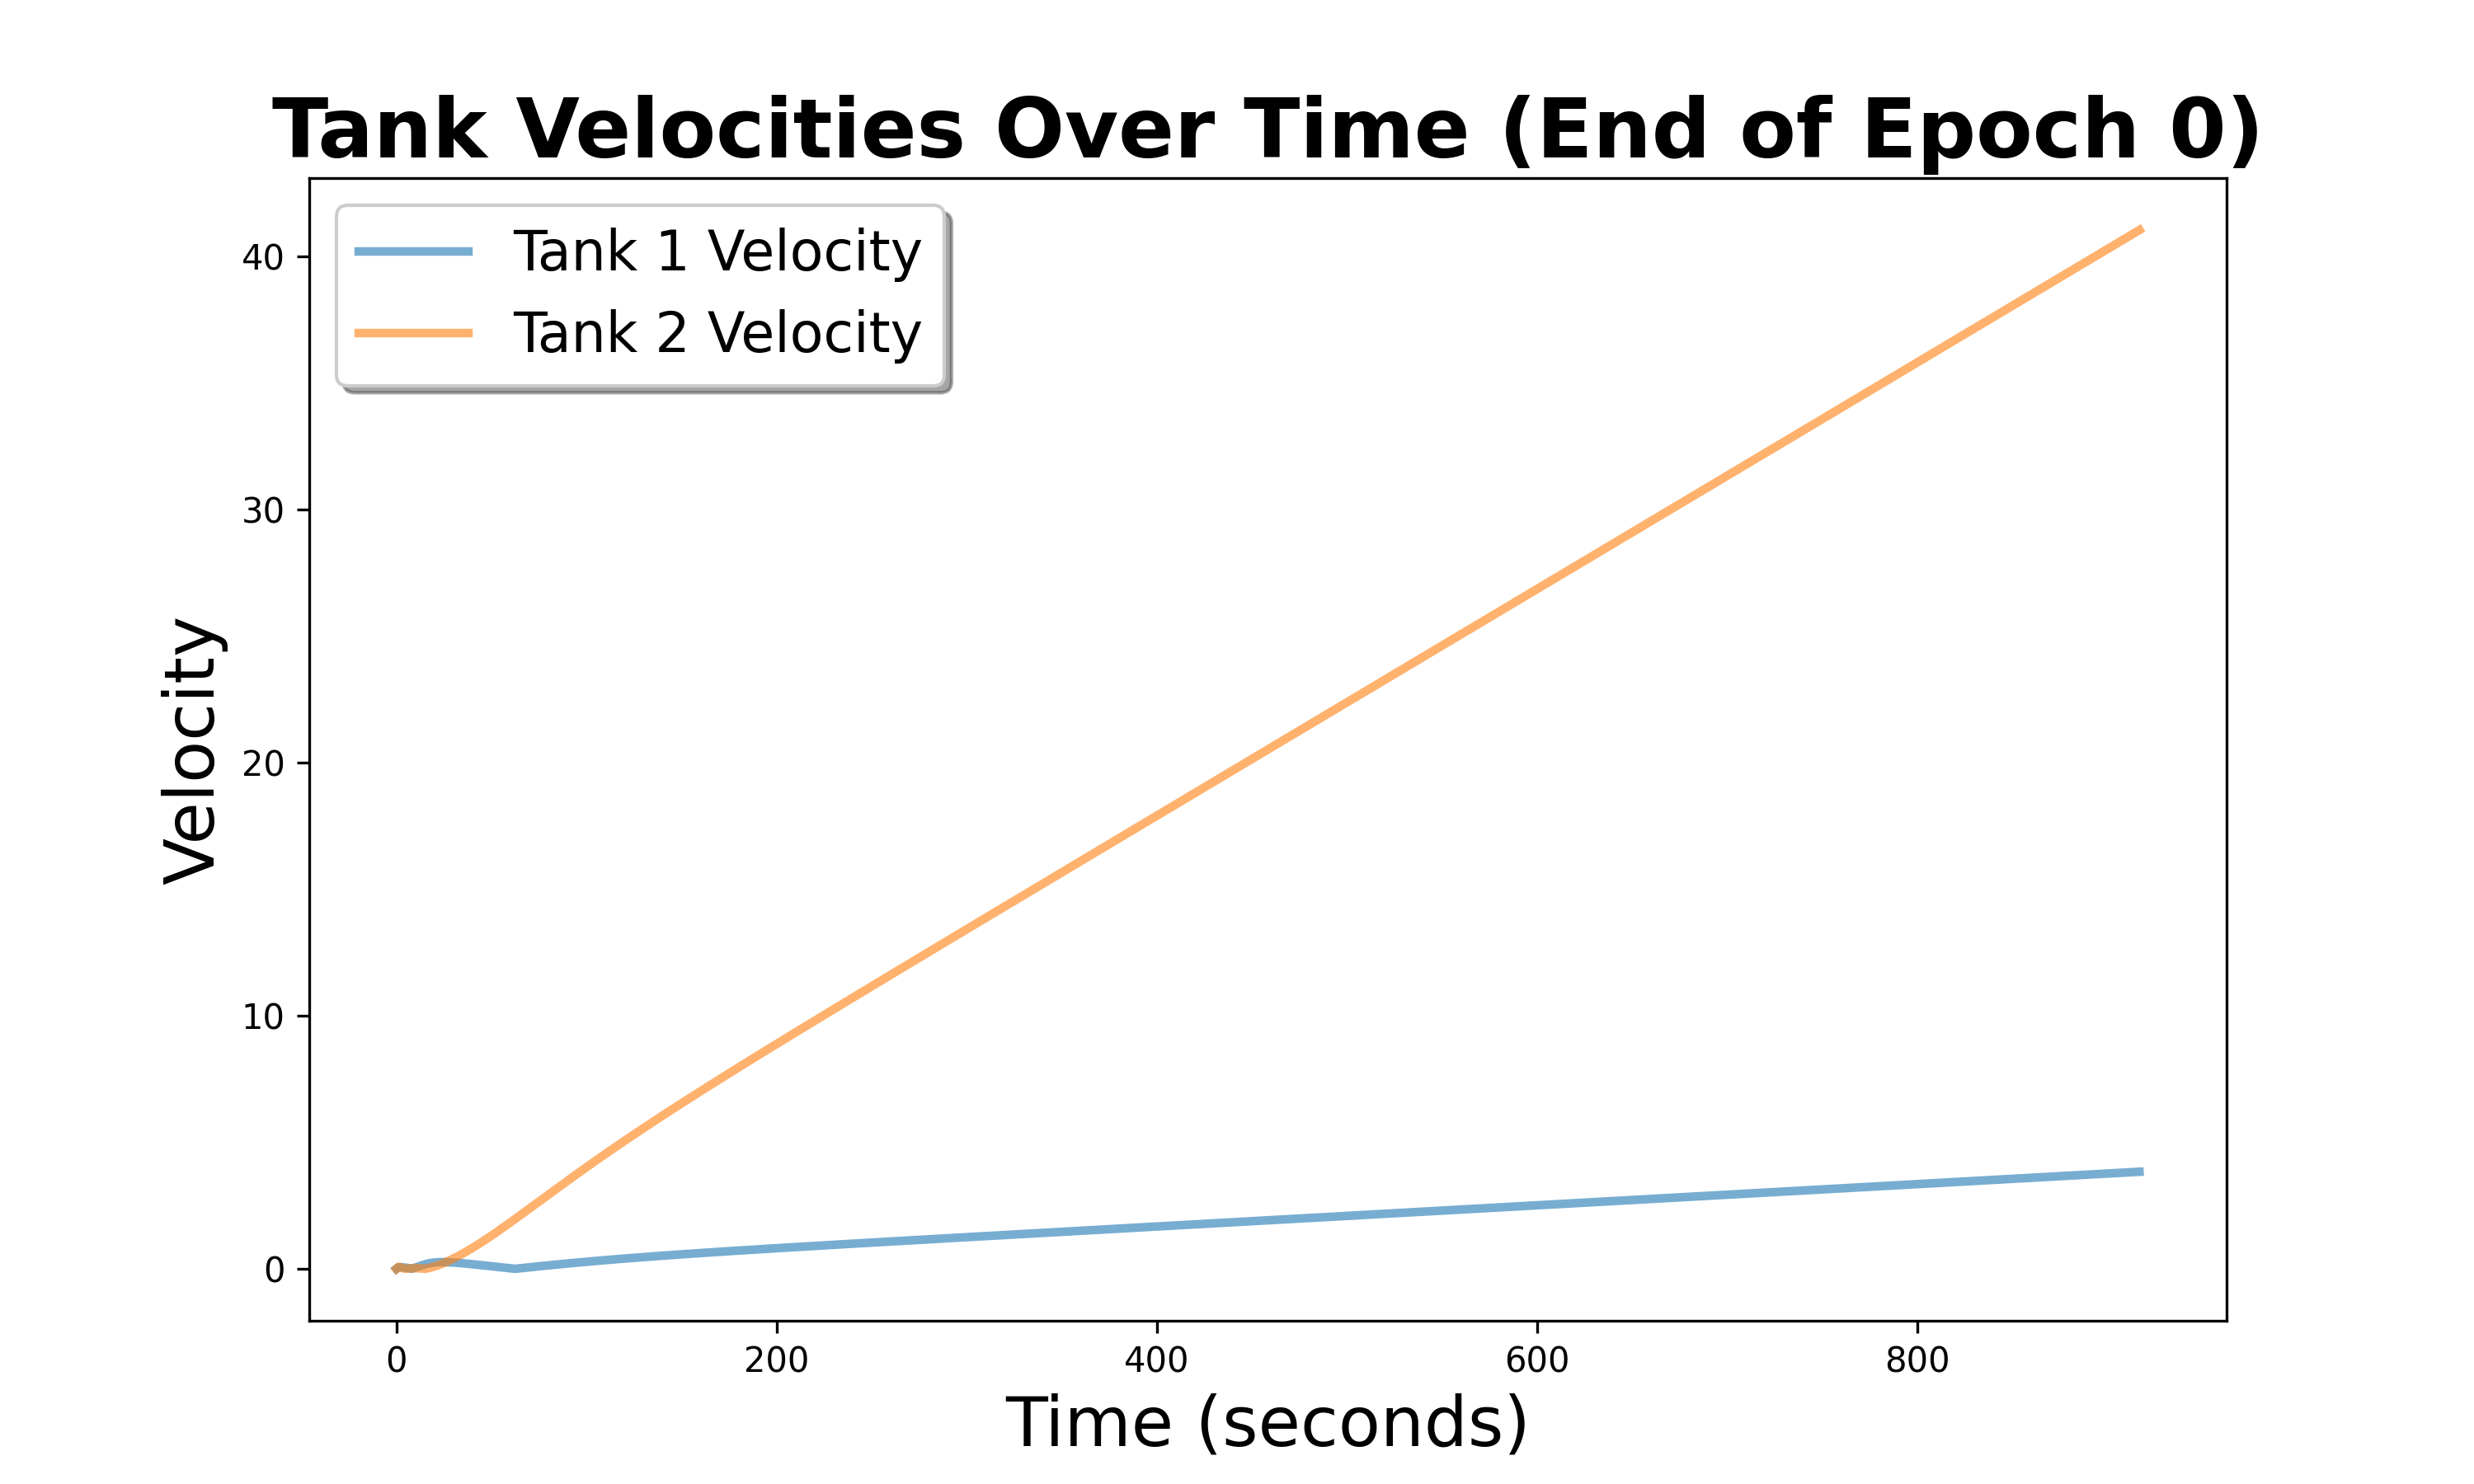 Tank Velocities Over Time (End of Epoch 0)
Tank 1 Velocity
Tank 2 Velocity
Velocity
40
30
20
10
0
0 200 400 600 800
Time (seconds)